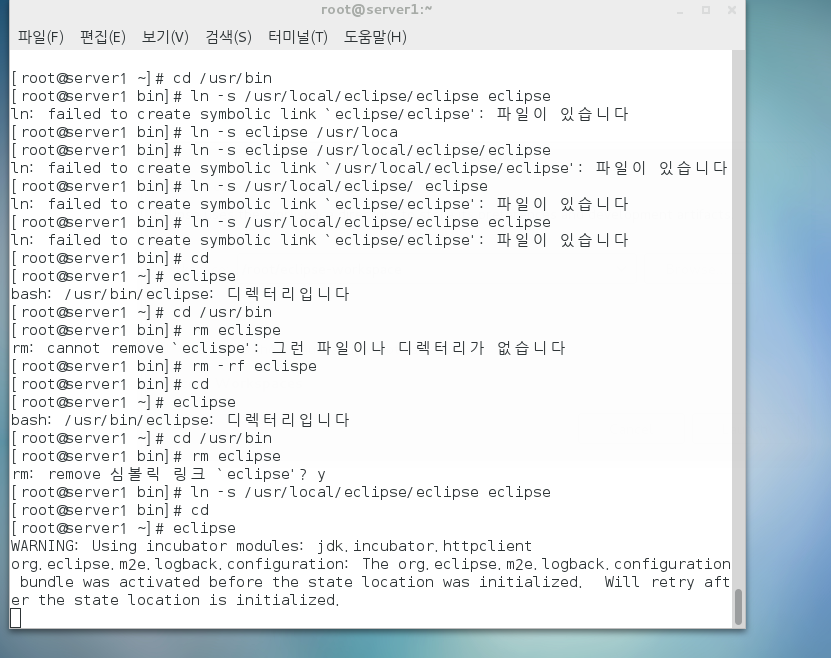 root@server1:~
파일(F) 편집(E) 보기(V) 검색(S) 터미널(T) 도움말(H)
[root@server1 ~]# cd /usr/bin
[root@server1 bin]# ln -s /usr/local/eclipse/eclipse eclipse
ln: failed to create symbolic link `eclipse/eclipse': 파일이 있습니다
[root@server1 bin]# ln -s eclipse /usr/loca
[root@server1 bin]# ln -s eclipse /usr/local/eclipse/eclipse
ln: failed to create symbolic link `/usr/local/eclipse/eclipse': 파일이 있습니다
[root@server1 bin]# ln -s /usr/local/eclipse/ eclipse
ln: failed to create symbolic link `eclipse/eclipse': 파일이 있습니다
[root@server1 bin]# ln -s /usr/local/eclipse/eclipse eclipse
ln: failed to create symbolic link `eclipse/eclipse': 파일이 있습니다
[root@server1 bin]# cd
[root@server1 ~]# eclipse
bash: /usr/bin/eclipse: 디렉터리입니다
[root@server1 ~]# cd /usr/bin
[root@server1 bin]# rm eclispe
rm: cannot remove `eclispe': 그런 파일이나 디렉터리가 없습니다
[root@server1 bin]# rm -rf eclispe
[root@server1 bin]# cd
[root@server1 ~]# eclipse
bash: /usr/bin/eclipse: 디렉터리입니다
[root@server1 ~]# cd /usr/bin
[root@server1 bin]# rm eclipse
rm: remove 심볼릭 링크 `eclipse'? y
[root@server1 bin]# ln -s /usr/local/eclipse/eclipse eclipse
[root@server1 bin]# cd
[root@server1 ~]# eclipse
WARNING: Using incubator modules: jdk.incubator.httpclient
org.eclipse.m2e.logback.configuration: The org.eclipse.m2e.logback.configuration
bundle was activated before the state location was initialized.  Will retry aft
er the state location is initialized.